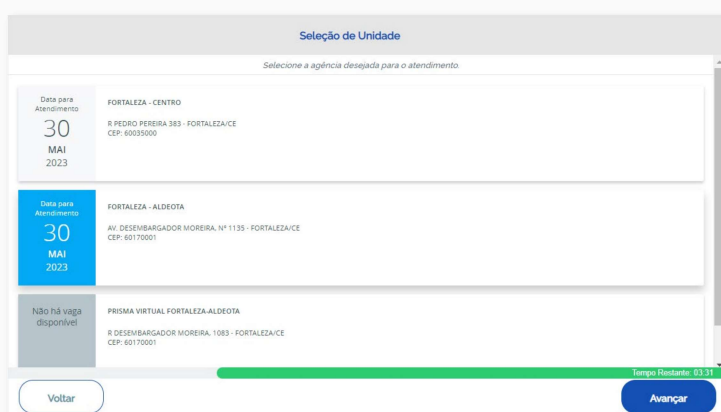 Seleção de Unidade
Selecione a agência desejada para o atendimento.
Data para
Atendimento
30
MAI
2023
FORTALEZA - CENTRO
R PEDRO PEREIRA 383 - FORTALEZA/CE
CEP: 60035000
Data para
Atendimento
30
MAI
2023
FORTALEZA - ALDEOTA
AV. DESEMBARGADOR MOREIRA, Nº 1135 - FORTALEZA/CE
CEP: 60170001
Não há vaga
disponível
PRISMA VIRTUAL FORTALEZA-ALDEOTA
R DESEMBARGADOR MOREIRA, 1083 - FORTALEZA/CE
CEP: 60170001
Tempo Restante: 03:31
Voltar
Avançar